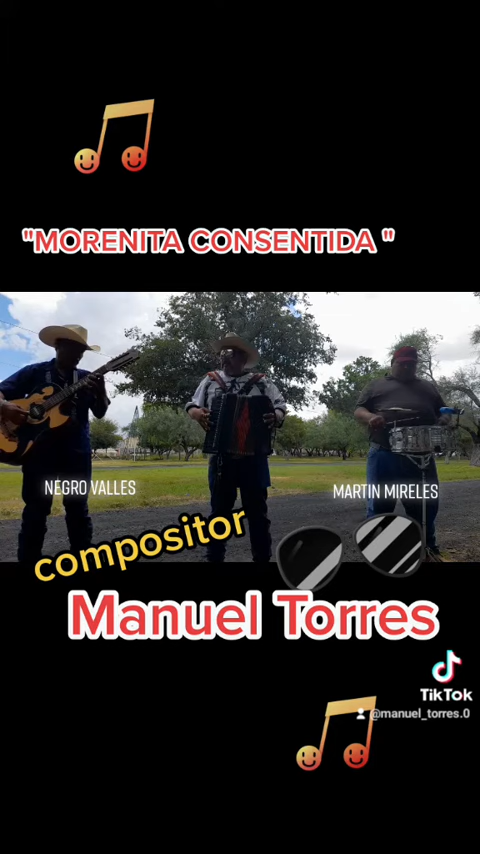 "MORENITA CONSENTIDA "
NEGRO VALLES
MARTIN MIRELES
compositor
Manuel Torres
TikTok
@manuel_torres.0